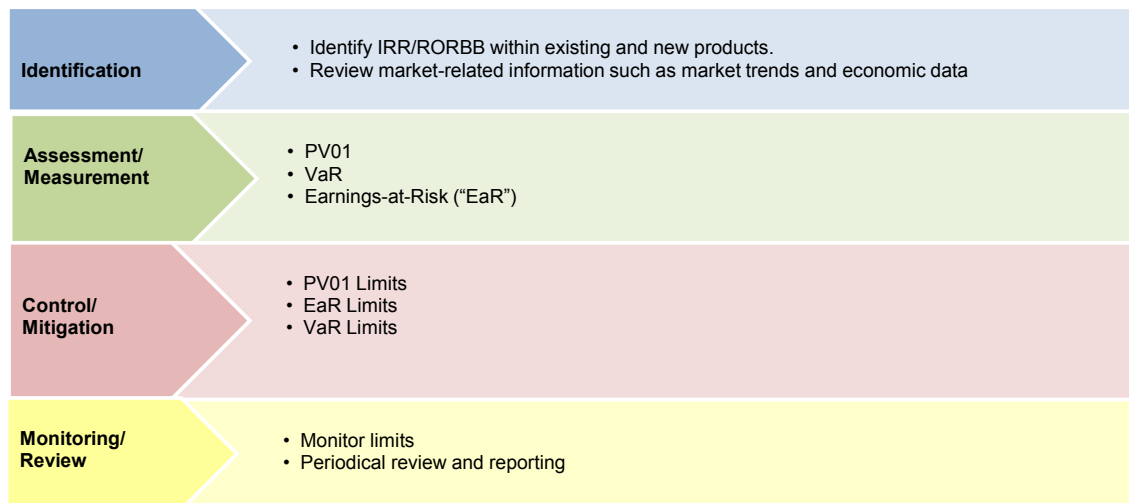 Identification
• Identify IRR/RORBB within existing and new products.
• Review market-related information such as market trends and economic data
Assessment/
Measurement
• PV01
• VaR
• Earnings-at-Risk (“EaR”)
Control/
Mitigation
• PV01 Limits
• EaR Limits
• VaR Limits
Monitoring/
Review
• Monitor limits
• Periodical review and reporting